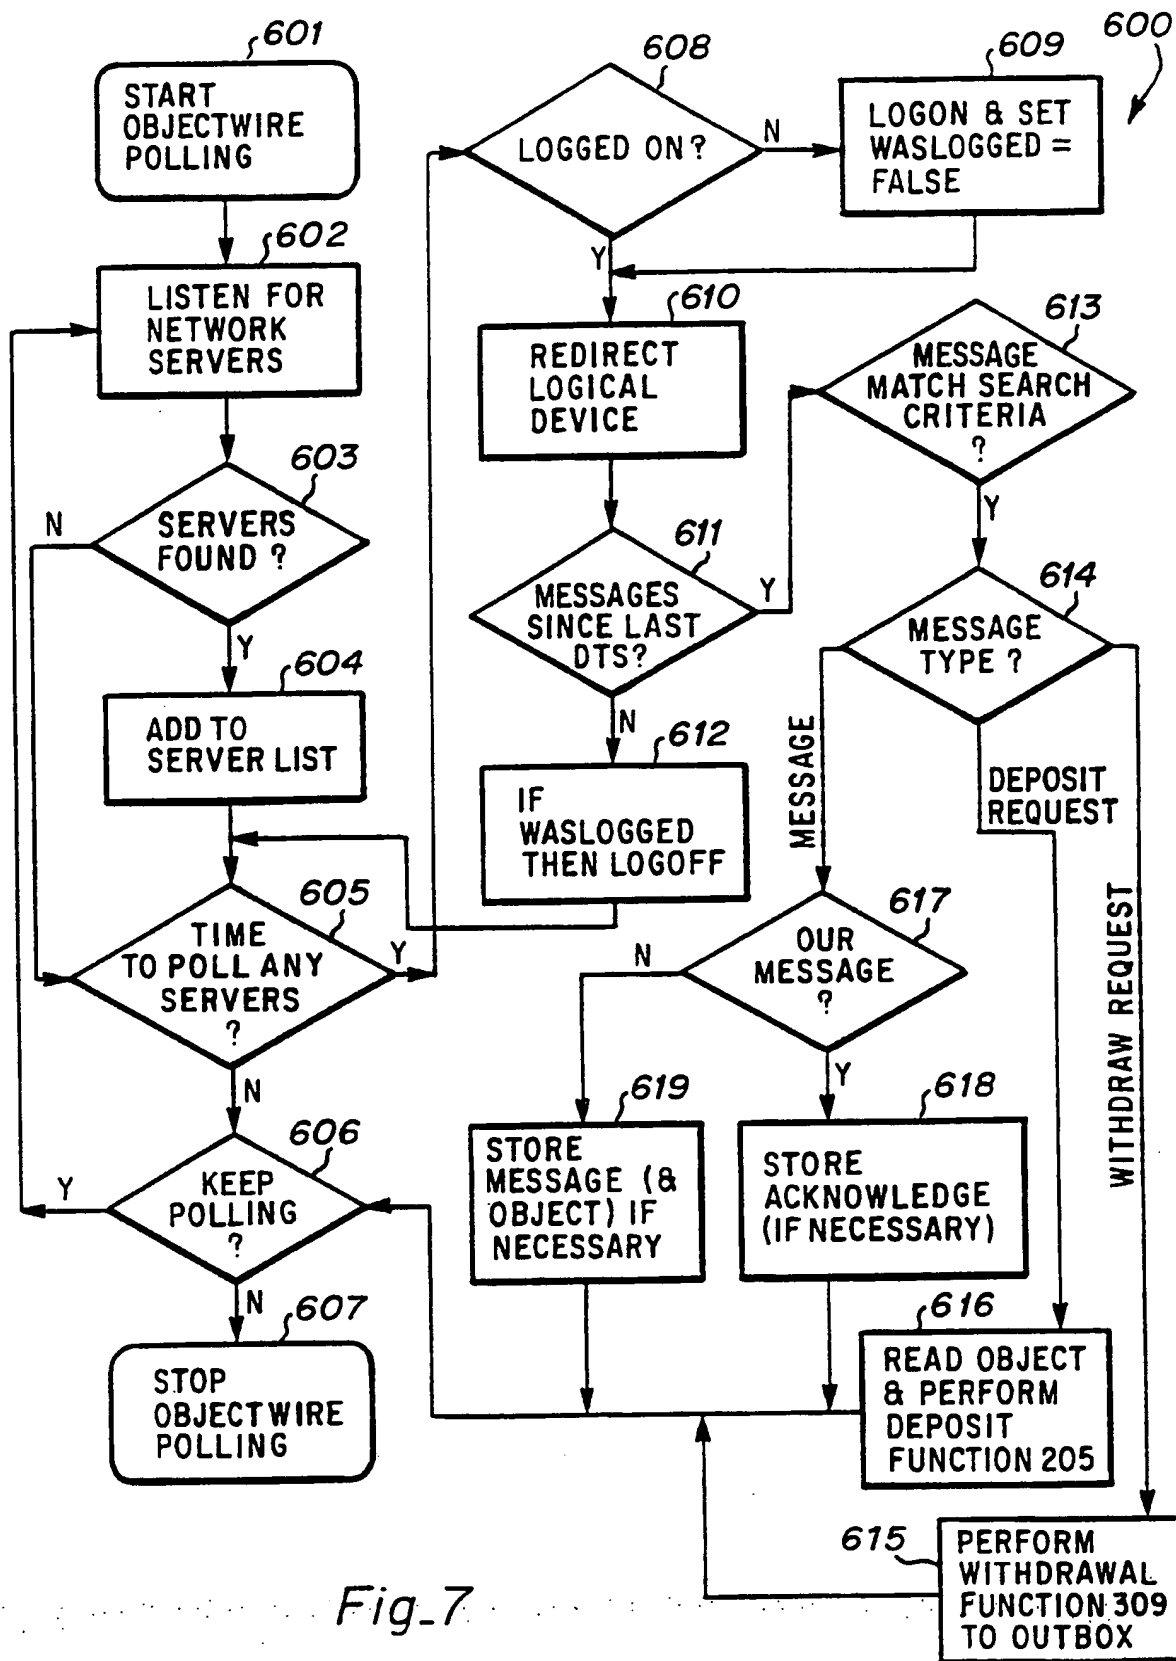 601
START
OBJECTWIRE
POLLING
602
LISTEN FOR
NETWORK
SERVERS
603
N
SERVERS
FOUND ?
Y
604
ADD TO
SERVER LIST
605
TIME
TO POLL ANY
SERVERS
?
Y
N
606
Y
KEEP
POLLING
?
N
607
STOP
OBJECTWIRE
POLLING
608
LOGGED ON?
N
Y
609
LOGON & SET
WASLOGGED =
FALSE
600
610
REDIRECT
LOGICAL
DEVICE
611
MESSAGES
SINCE LAST
DTS?
Y
N
612
IF
WASLOGGED
THEN LOGOFF
613
MESSAGE
MATCH SEARCH
CRITERIA
?
Y
614
MESSAGE
TYPE ?
MESSAGE
DEPOSIT
REQUEST
WITHDRAW REQUEST
617
N
OUR
MESSAGE
?
Y
619
STORE
MESSAGE (&
OBJECT) IF
NECESSARY
618
STORE
ACKNOWLEDGE
(IF NECESSARY)
616
READ OBJECT
& PERFORM
DEPOSIT
FUNCTION 205
615
PERFORM
WITHDRAWAL
FUNCTION 309
TO OUTBOX
Fig_7